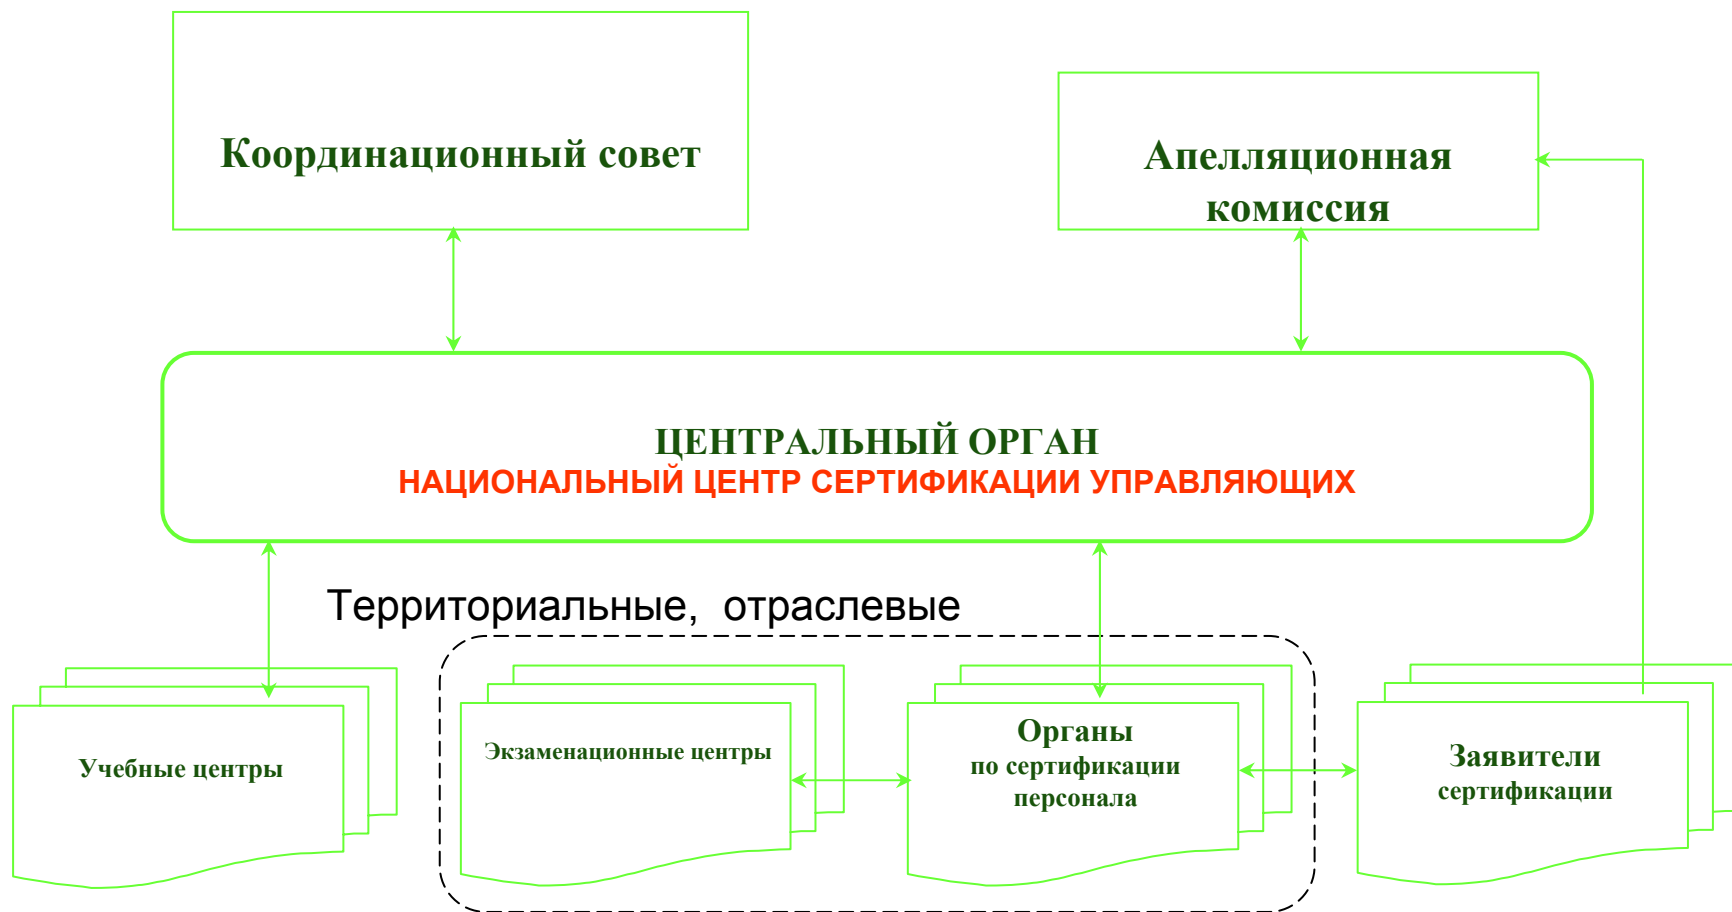 Координационный совет
Апелляционная
комиссия
ЦЕНТРАЛЬНЫЙ ОРГАН
НАЦИОНАЛЬНЫЙ ЦЕНТР СЕРТИФИКАЦИИ УПРАВЛЯЮЩИХ
Территориальные, отраслевые
Учебные центры
Экзаменационные центры
Органы
по сертификации
персонала
Заявители
сертификации